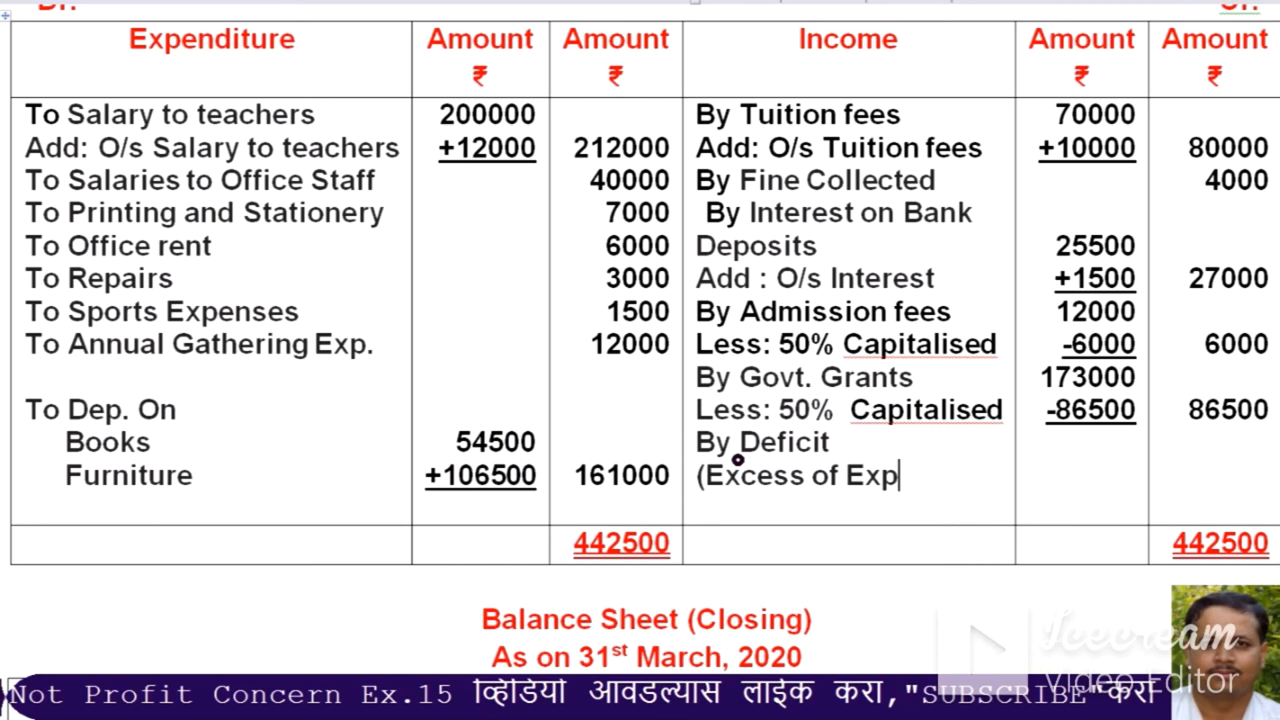 Dr. Cr.
Expenditure Amount ₹ Amount ₹ Income Amount ₹ Amount ₹
To Salary to teachers 200000 By Tuition fees 70000
Add: O/s Salary to teachers +12000 212000 Add: O/s Tuition fees +10000 80000
To Salaries to Office Staff 40000 By Fine Collected 4000
To Printing and Stationery 7000 By Interest on Bank
To Office rent 6000 Deposits 25500
To Repairs 3000 Add : O/s Interest +1500 27000
To Sports Expenses 1500 By Admission fees 12000
To Annual Gathering Exp. 12000 Less: 50% Capitalised -6000 6000
By Govt. Grants 173000
To Dep. On Less: 50% Capitalised -86500 86500
Books 54500 By Deficit
Furniture +106500 161000 (Excess of Exp
442500 442500
Balance Sheet (Closing)
As on 31st March, 2020
Icecream
Video Editor
Not Profit Concern Ex.15 व्हिडियो आवडल्यास लाईक करा,"SUBSCRIBE"करा